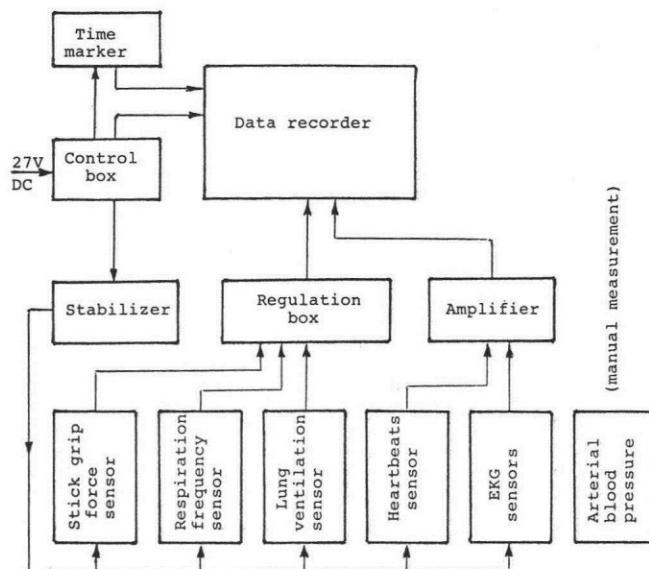 Time
marker
Data recorder
27V
DC
Control
box
Stabilizer
Regulation
box
Amplifier
(manual measurement)
Stick grip
force
sensor
Respiration
frequency
sensor
Lung
ventilation
sensor
Heartbeats
sensor
EKG
sensors
Arterial
blood
pressure